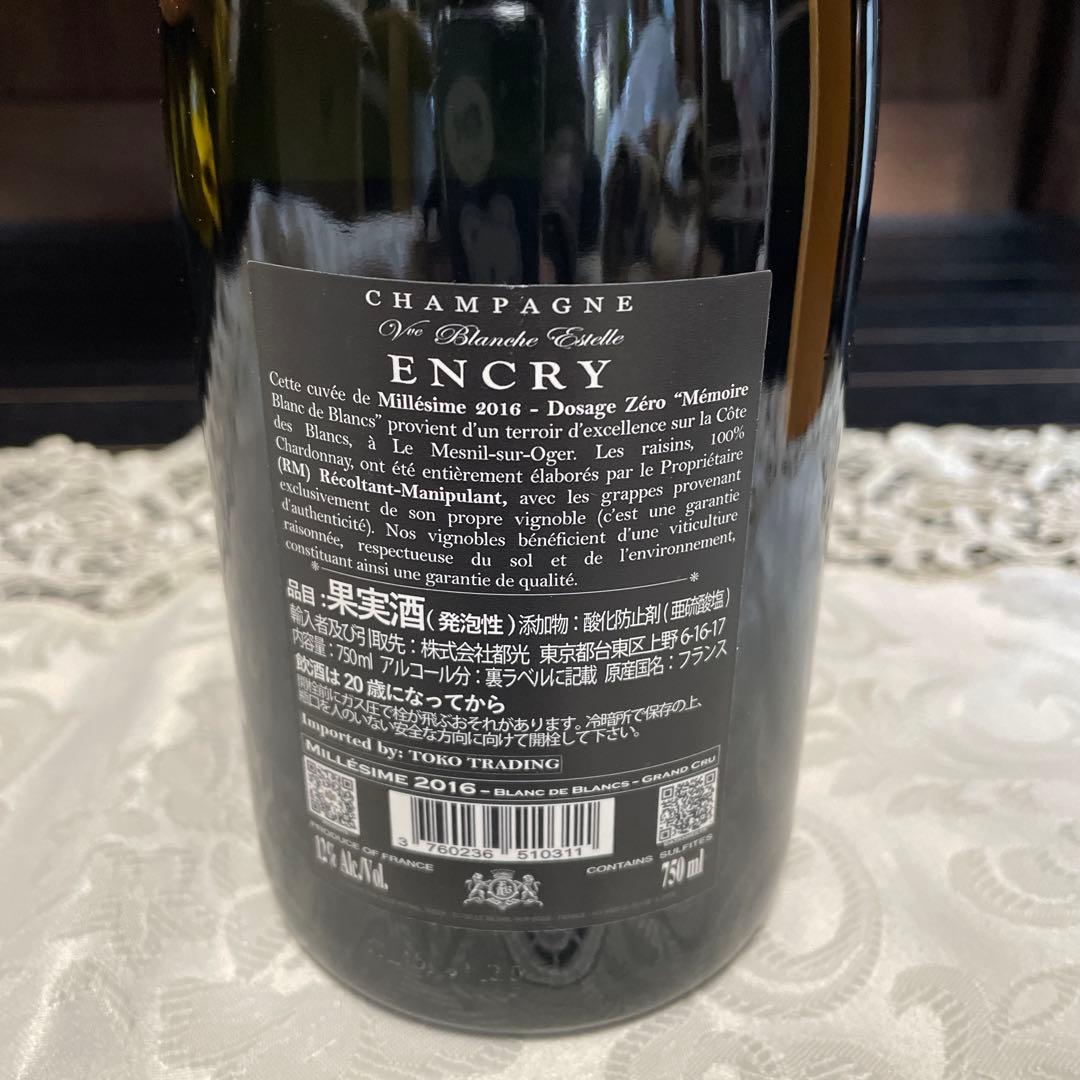 CHAMPAGNE
Vve Blanche Estelle
ENCRY
Cette cuvée de Millésime 2016 - Dosage Zéro “Mémoire
Blanc de Blancs” provient d’un terroir d’excellence sur la Côte
des Blancs, à Le Mesnil-sur-Oger. Les raisins, 100%
Chardonnay, ont été entièrement élaborés par le Propriétaire
(RM) Récoltant-Manipulant, avec les grappes provenant
exclusivement de son propre vignoble (c’est une garantie
d’authenticité). Nos vignobles bénéficient d’une viticulture
raisonnée, respectueuse du sol et de l’environnement,
constituant ainsi une garantie de qualité.
品目：果実酒（発泡性）添加物：酸化防止剤（亜硫酸塩）
輸入者及び引取先：株式会社都光 東京都台東区上野6-16-17
内容量：750ml アルコール分：裏ラベルに記載 原産国名：フランス
飲酒は20歳になってから
開栓前にガス圧で栓が飛ぶおそれがあります。冷暗所で保存の上、
瓶口を人のいない安全な方向に向けて開栓して下さい。
Imported by: TOKO TRADING
MILLÉSIME 2016 - BLANC DE BLANCS - GRAND CRU
3 760236 510311
PRODUCE OF FRANCE
CONTAINS SULFITES
12% Alc/Vol.
750 ml